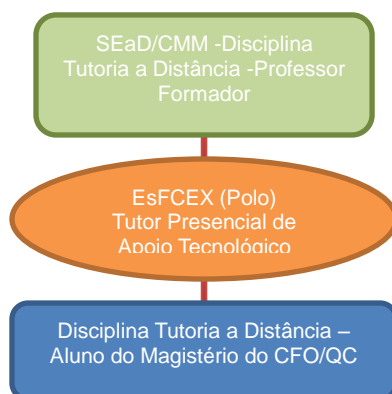 SEaD/CMM -Disciplina
Tutoria a Distância -Professor
Formador
EsFCEX (Polo)
Tutor Presencial de
Apoio Tecnológico
Disciplina Tutoria a Distância –
Aluno do Magistério do CFO/QC